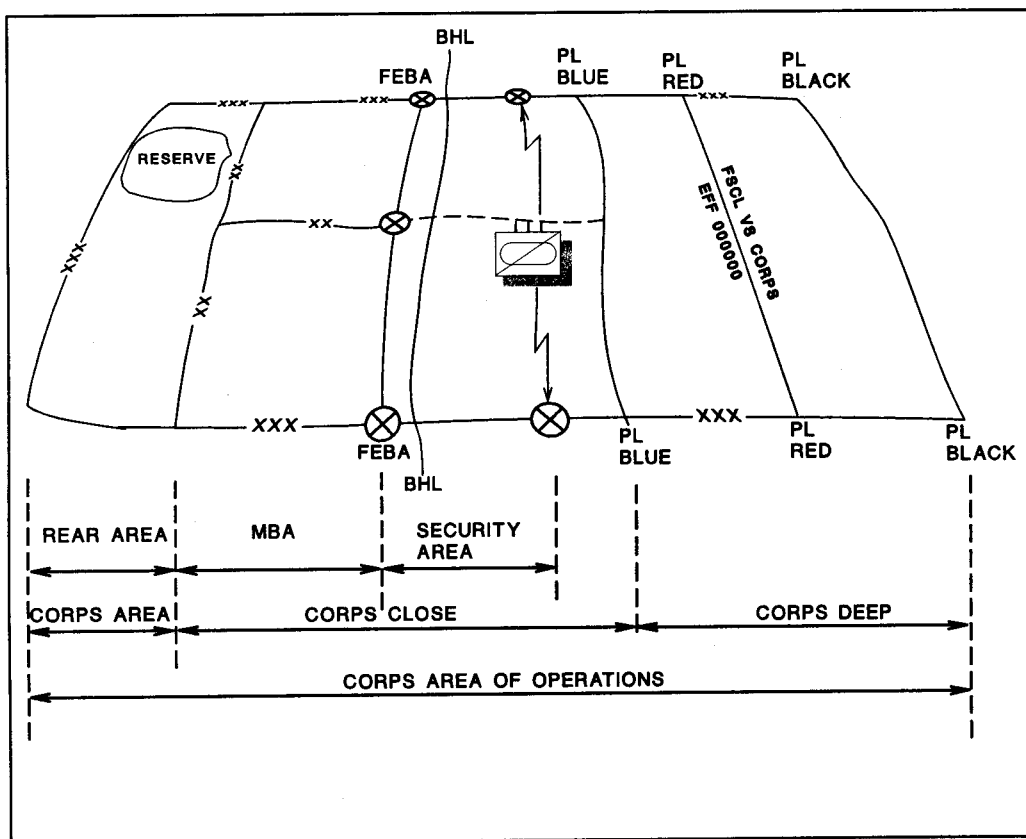 BHL
FEBA
PL
BLUE
PL
RED
PL
BLACK
xxx
xxx
xxx
RESERVE
xx
xx
xxx
xx
FSCL V8 CORPS
EFF 000000
XXX
FEBA
BHL
PL
BLUE
XXX
PL
RED
PL
BLACK
REAR AREA
MBA
SECURITY
AREA
CORPS AREA
CORPS CLOSE
CORPS DEEP
CORPS AREA OF OPERATIONS